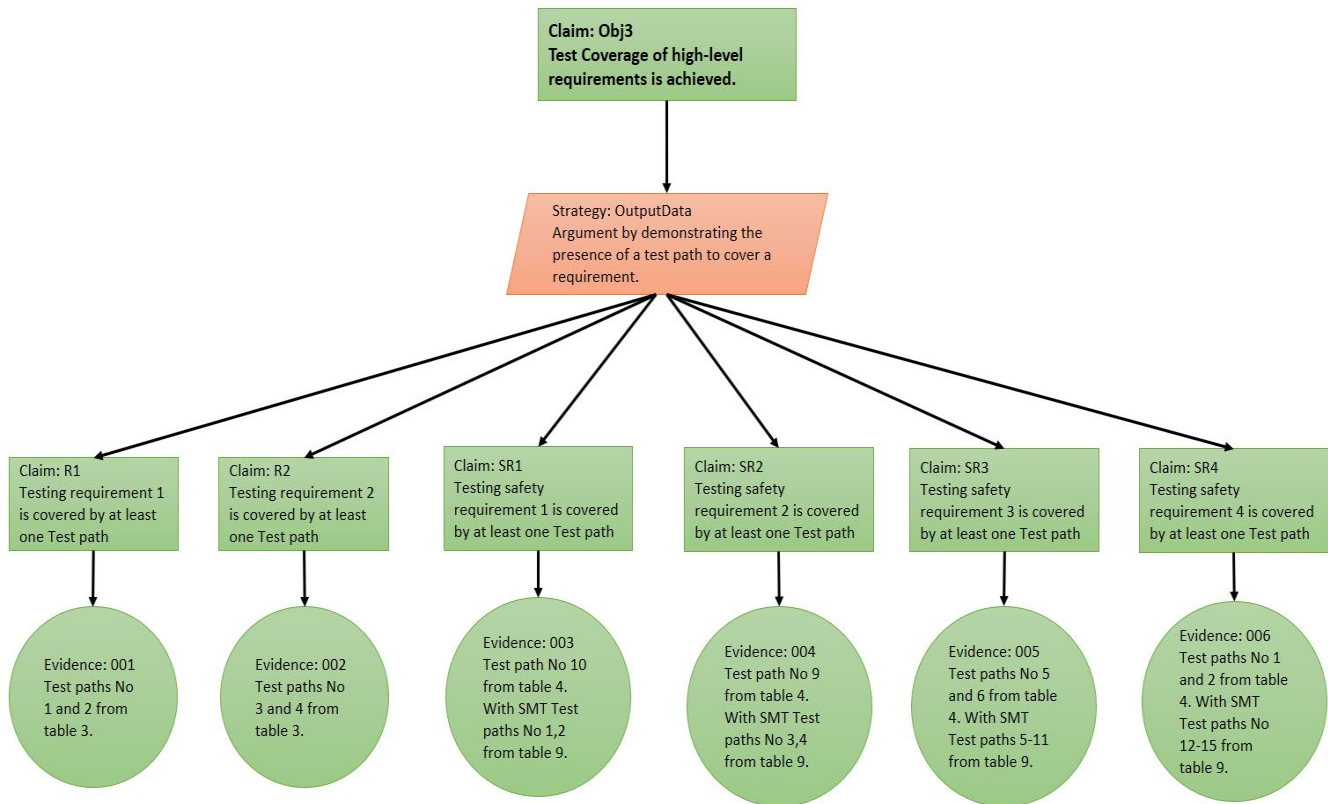 Claim: Obj3
Test Coverage of high-level
requirements is achieved.
Strategy: OutputData
Argument by demonstrating the
presence of a test path to cover a
requirement.
Claim: R1
Testing requirement 1
is covered by at least
one Test path
Claim: R2
Testing requirement 2
is covered by at least
one Test path
Claim: SR1
Testing safety
requirement 1 is covered
by at least one Test path
Claim: SR2
Testing safety
requirement 2 is covered
by at least one Test path
Claim: SR3
Testing safety
requirement 3 is covered
by at least one Test path
Claim: SR4
Testing safety
requirement 4 is covered
by at least one Test path
Evidence: 001
Test paths No
1 and 2 from
table 3.
Evidence: 002
Test paths No
3 and 4 from
table 3.
Evidence: 003
Test path No 10
from table 4.
With SMT Test
paths No 1,2
from table 9.
Evidence: 004
Test path No 9
from table 4.
With SMT Test
paths No 3,4
from table 9.
Evidence: 005
Test paths No 5
and 6 from table
4. With SMT
Test paths 5-11
from table 9.
Evidence: 006
Test paths No 1
and 2 from table
4. With SMT
Test paths No
12-15 from
table 9.